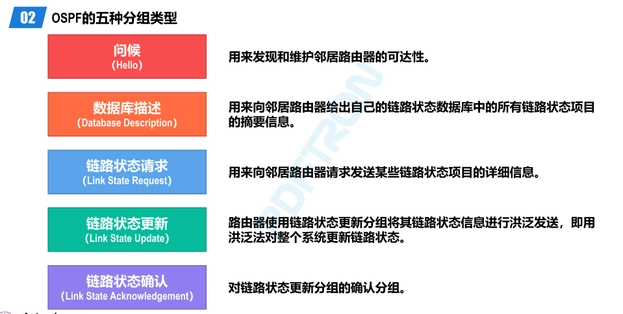 02 OSPF的五种分组类型
问候
(Hello)
用来发现和维护邻居路由器的可达性。
数据库描述
(Database Description)
用来向邻居路由器给出自己的链路状态数据库中的所有链路状态项目
的摘要信息。
链路状态请求
(Link State Request)
用来向邻居路由器请求发送某些链路状态项目的详细信息。
链路状态更新
(Link State Update)
路由器使用链路状态更新分组将其链路状态信息进行洪泛发送，即用
洪泛法对整个系统更新链路状态。
链路状态确认
(Link State Acknowledgement)
对链路状态更新分组的确认分组。
PDFTRON